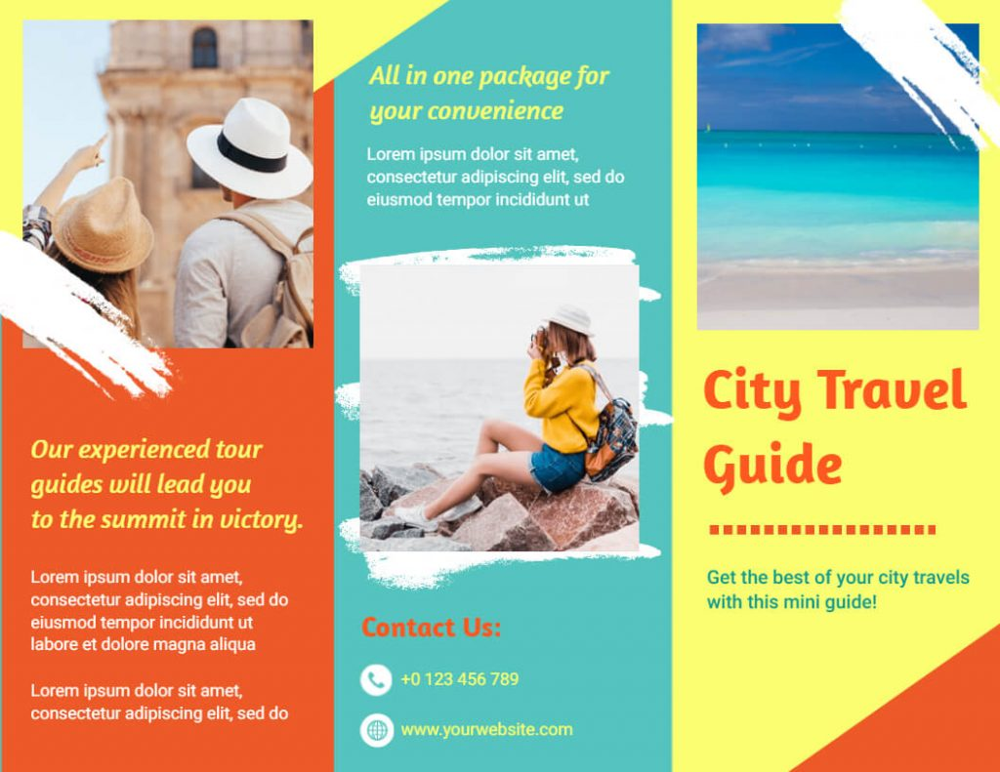 Our experienced tour
guides will lead you
to the summit in victory.
Lorem ipsum dolor sit amet,
consectetur adipiscing elit, sed do
eiusmod tempor incididunt ut
labore et dolore magna aliqua
Lorem ipsum dolor sit amet,
consectetur adipiscing elit, sed do
All in one package for
your convenience
Lorem ipsum dolor sit amet,
consectetur adipiscing elit, sed do
eiusmod tempor incididunt ut
Contact Us:
+0 123 456 789
www.yourwebsite.com
City Travel
Guide
Get the best of your city travels
with this mini guide!